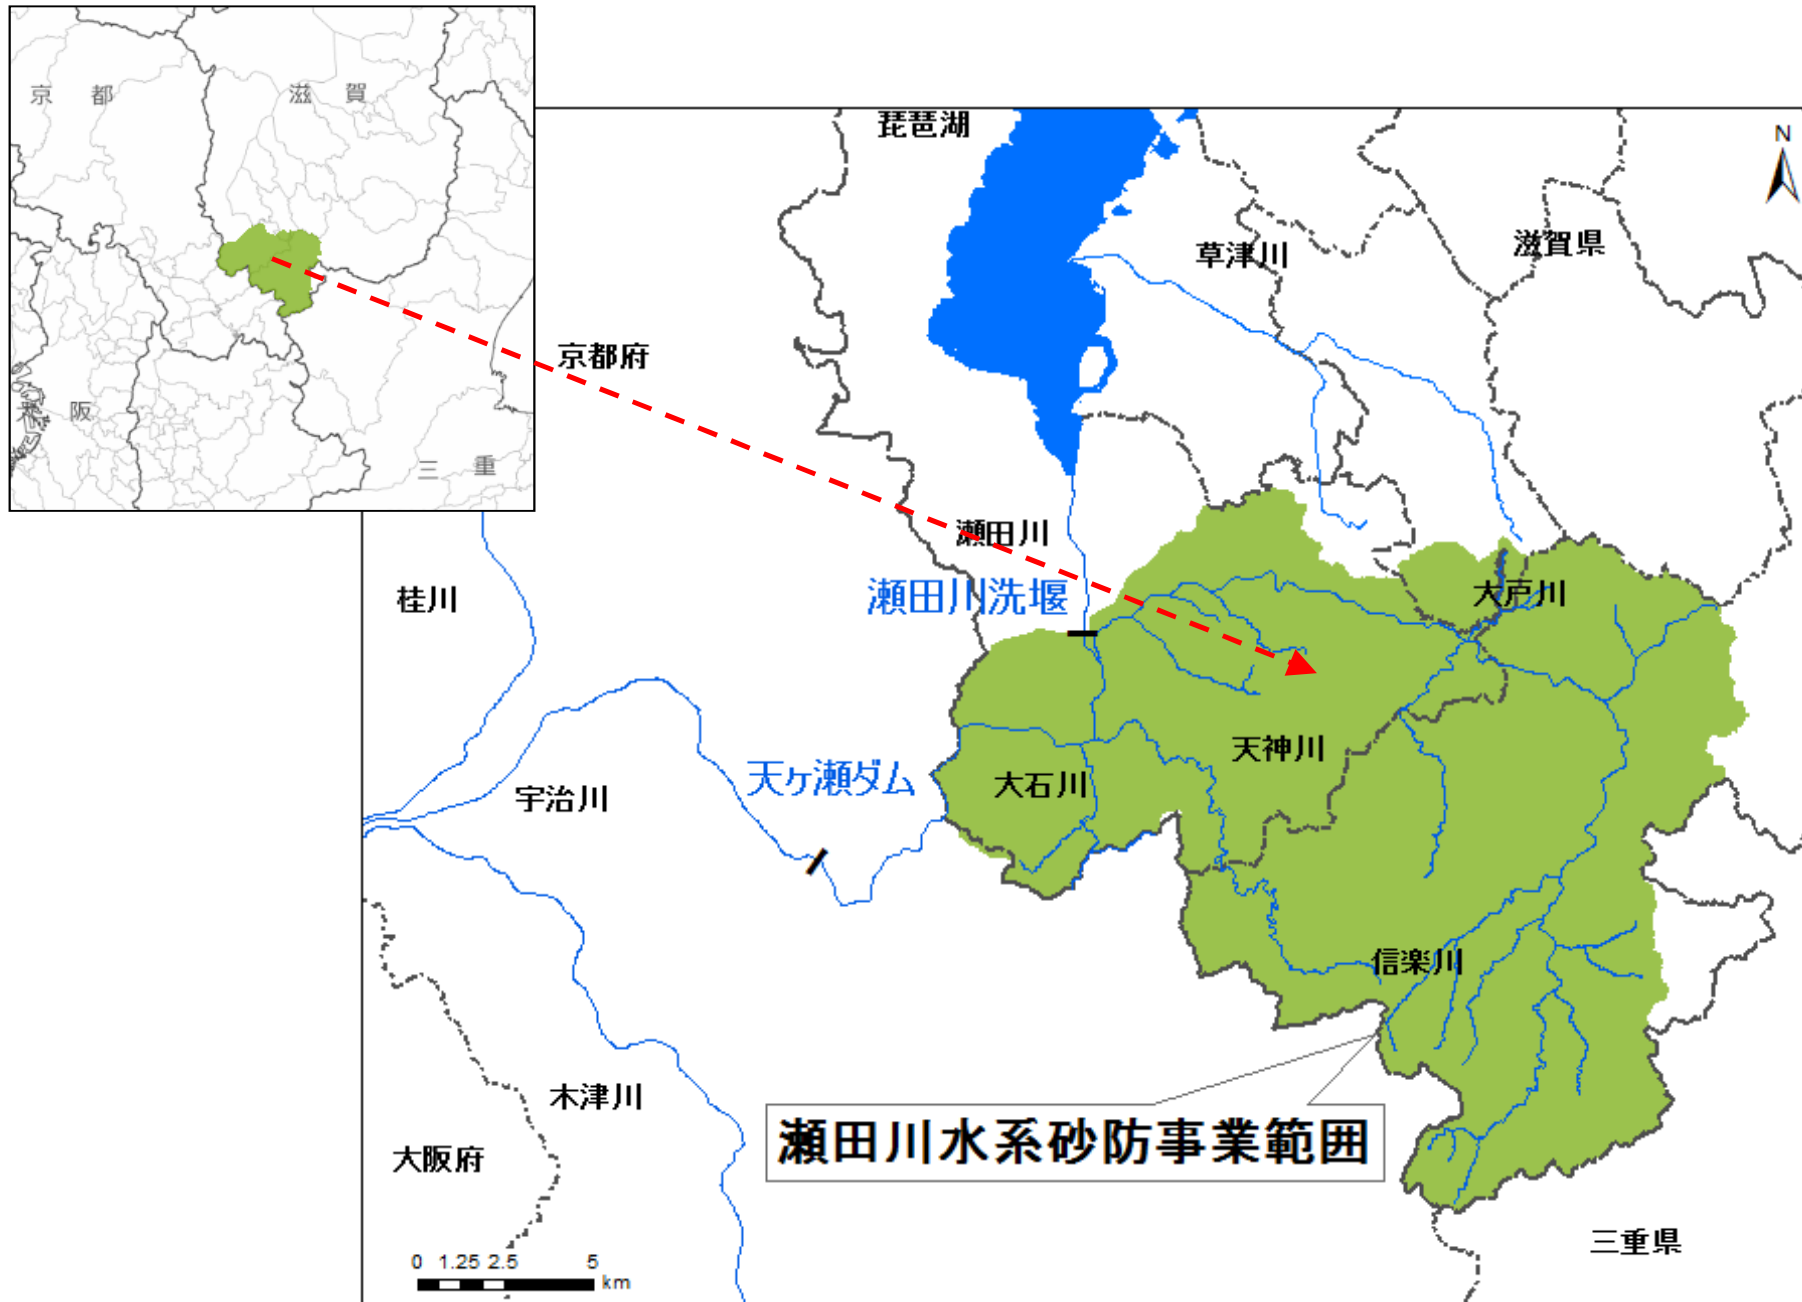 京 都
滋 賀
大 阪
三 重
琵琶湖
N
草津川
滋賀県
京都府
瀬田川
瀬田川洗堰
大戸川
桂川
天神川
天ヶ瀬ダム
大石川
宇治川
信楽川
木津川
瀬田川水系砂防事業範囲
大阪府
三重県
0 1.25 2.5 5
km